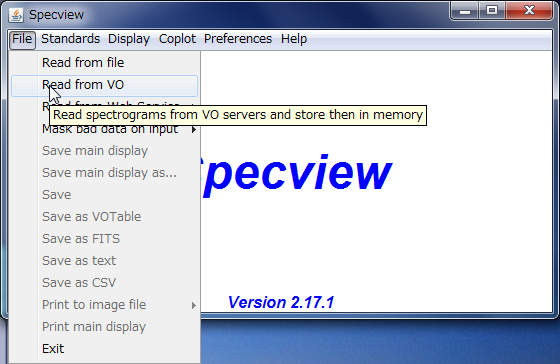 Specview
File Standards Display Coplot Preferences Help
Read from file
Read from VO
Read from Web Service
Read spectrograms from VO servers and store then in memory
Mask bad data on input
Save main display
Save main display as...
Specview
Save
Save as VOTable
Save as FITS
Save as text
Save as CSV
Print to image file
Version 2.17.1
Print main display
Exit